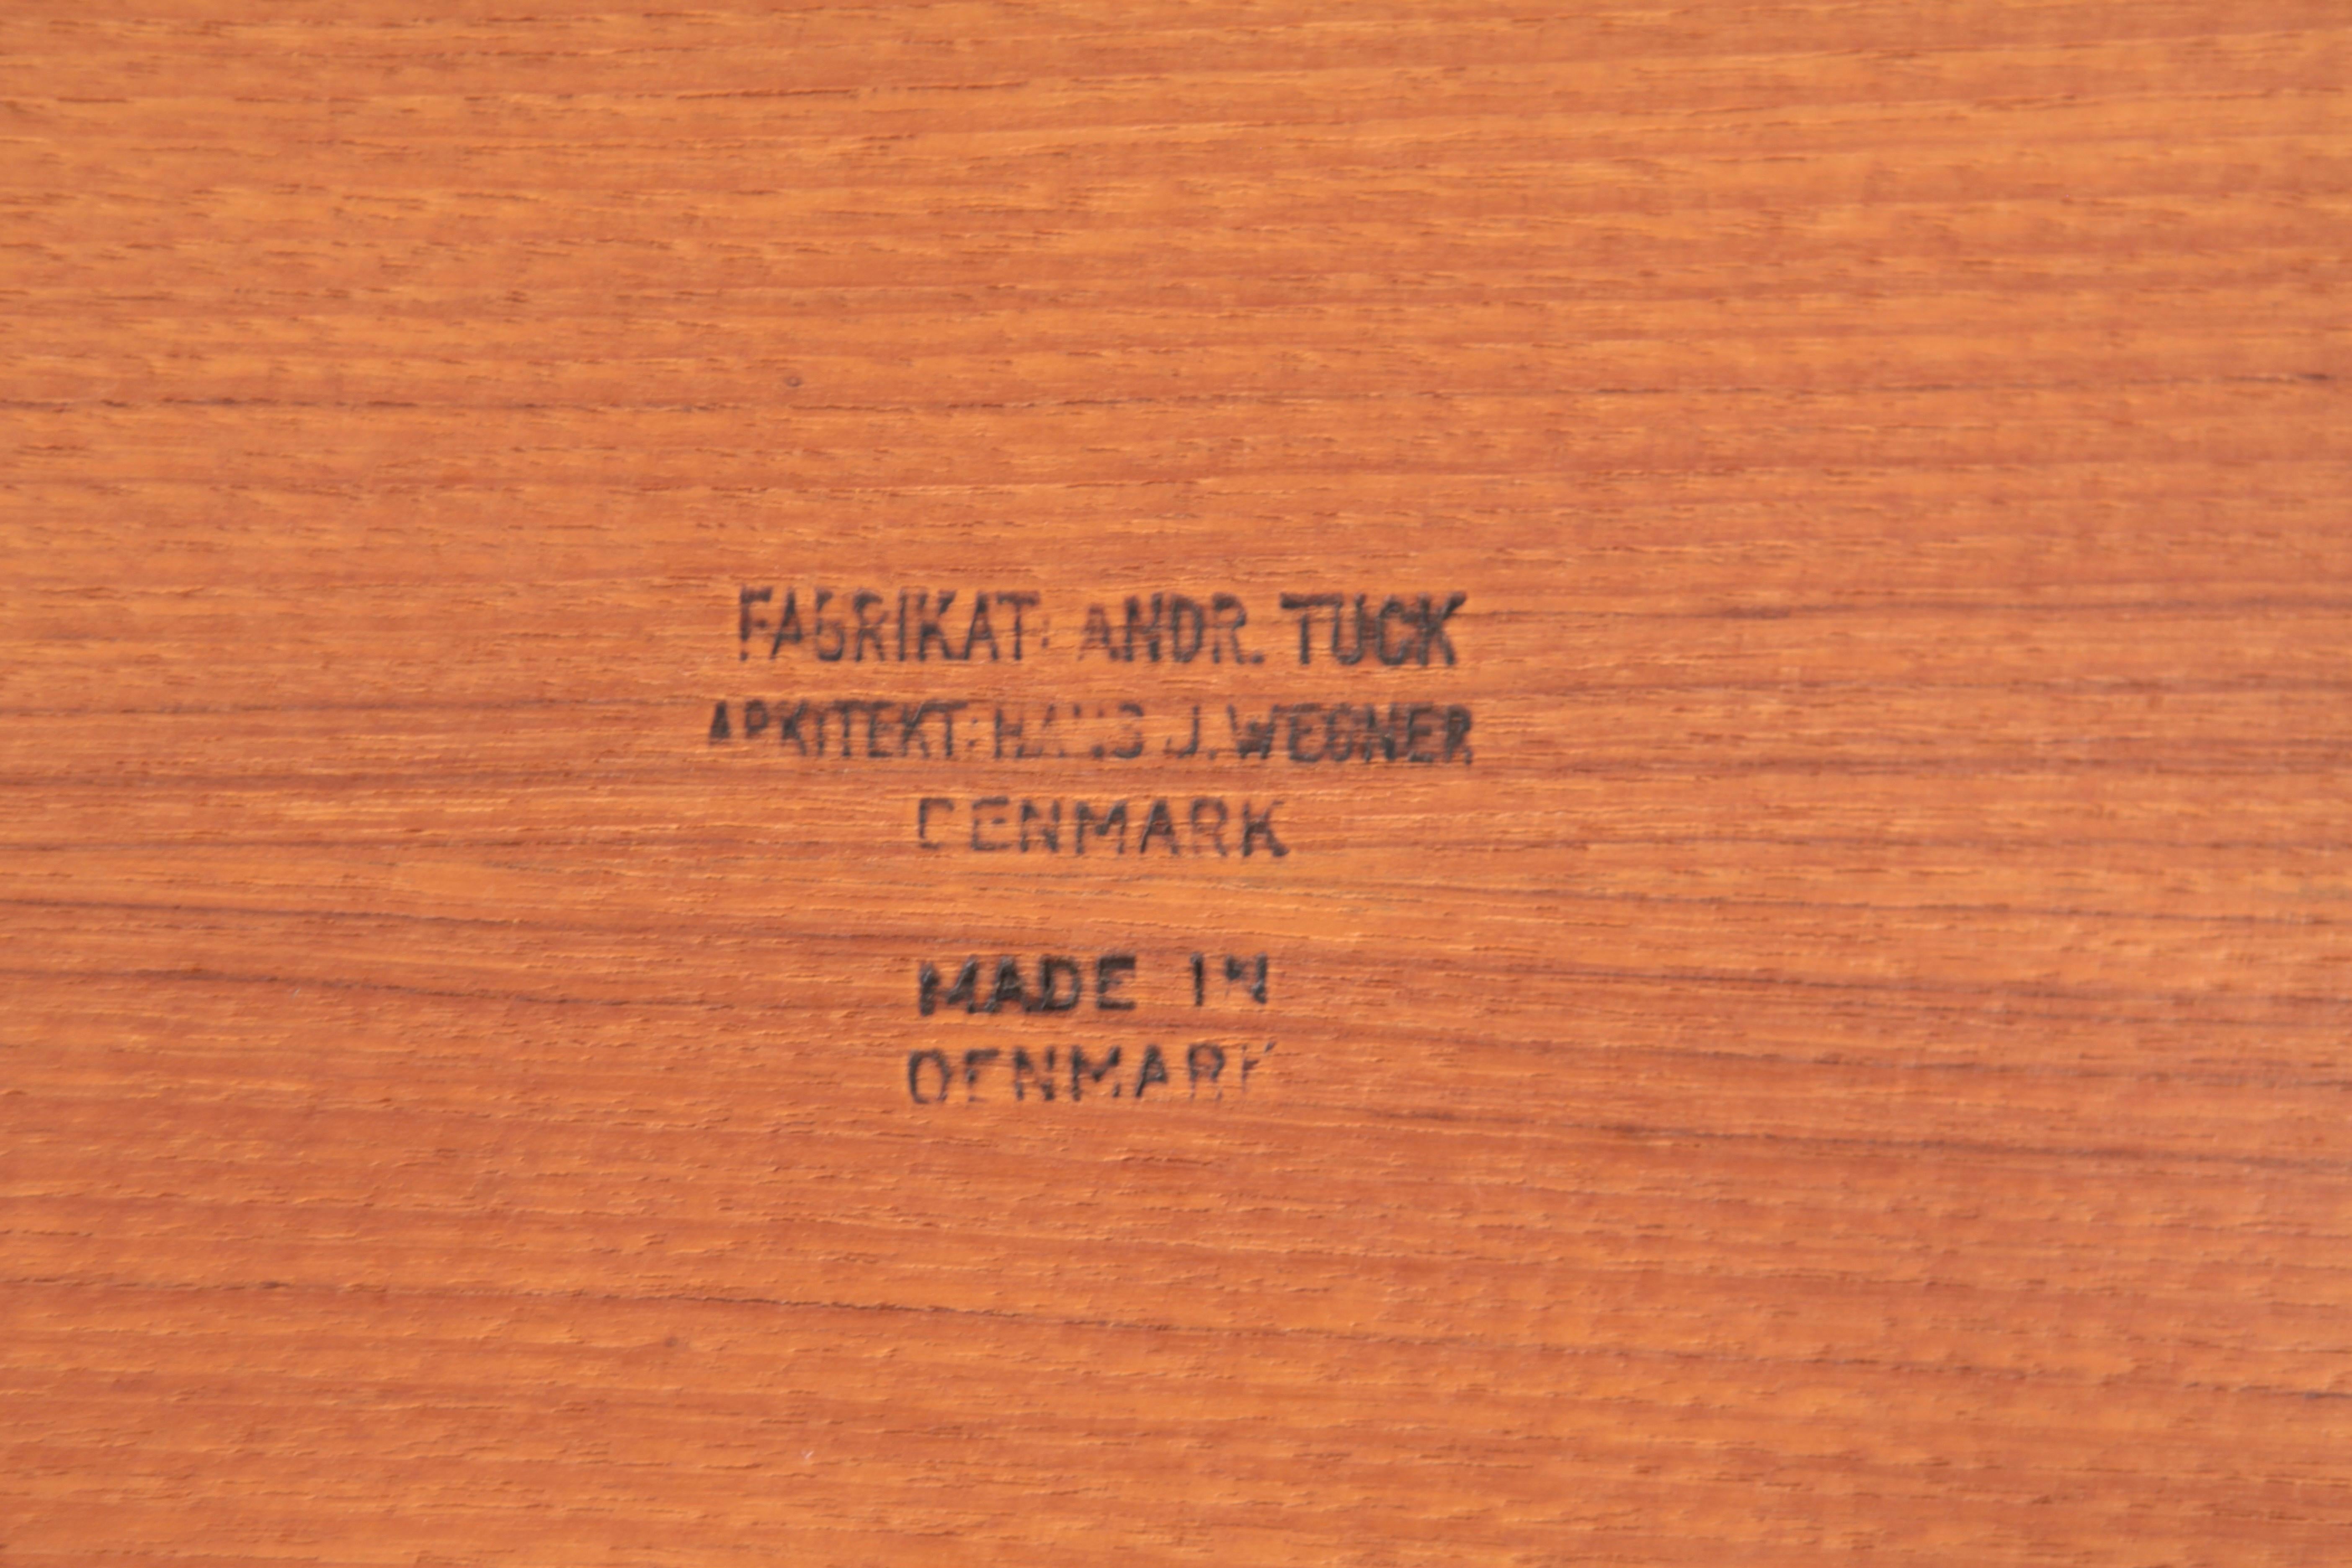 FABRIKAT: ANDR. TUCK
ARKITEKT: HANS J. WEGNER
DENMARK
MADE IN
DENMARK